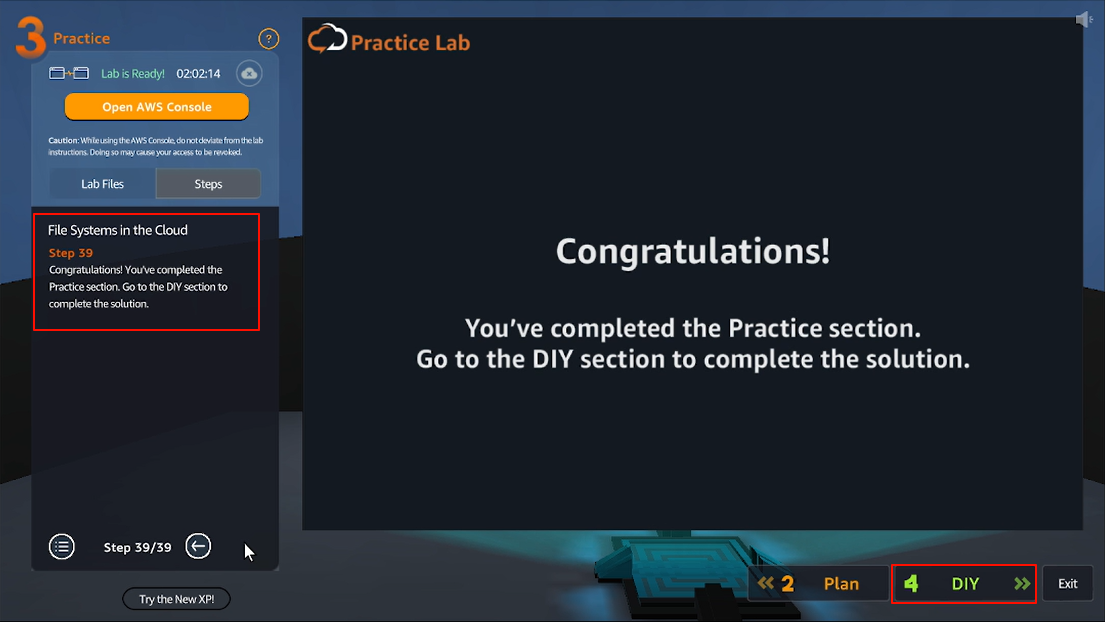 3 Practice
?
Lab is Ready! 02:02:14
Open AWS Console
Caution: While using the AWS Console, do not deviate from the lab
instructions. Doing so may cause your access to be revoked.
Lab Files Steps
File Systems in the Cloud
Step 39
Congratulations! You've completed the
Practice section. Go to the DIY section to
complete the solution.
Step 39/39
Try the New XP!
Practice Lab
Congratulations!
You've completed the Practice section.
Go to the DIY section to complete the solution.
2 Plan
4 DIY
Exit